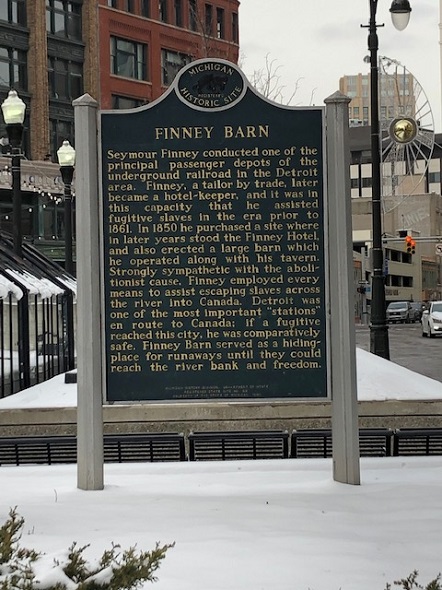 MICHIGAN
REGISTERED
HISTORIC SITE
FINNEY BARN
Seymour Finney conducted one of the
principal passenger depots of the
underground railroad in the Detroit
area. Finney, a tailor by trade, later
became a hotel-keeper, and it was in
this capacity that he assisted
fugitive slaves in the era prior to
1861. In 1850 he purchased a site where
in later years stood the Finney Hotel,
and also erected a large barn which
he operated along with his tavern.
Strongly sympathetic with the aboli-
tionist cause, Finney employed every
means to assist escaping slaves across
the river into Canada. Detroit was
one of the most important "stations"
en route to Canada; if a fugitive
reached this city, he was comparatively
safe. Finney Barn served as a hiding-
place for runaways until they could
reach the river bank and freedom.